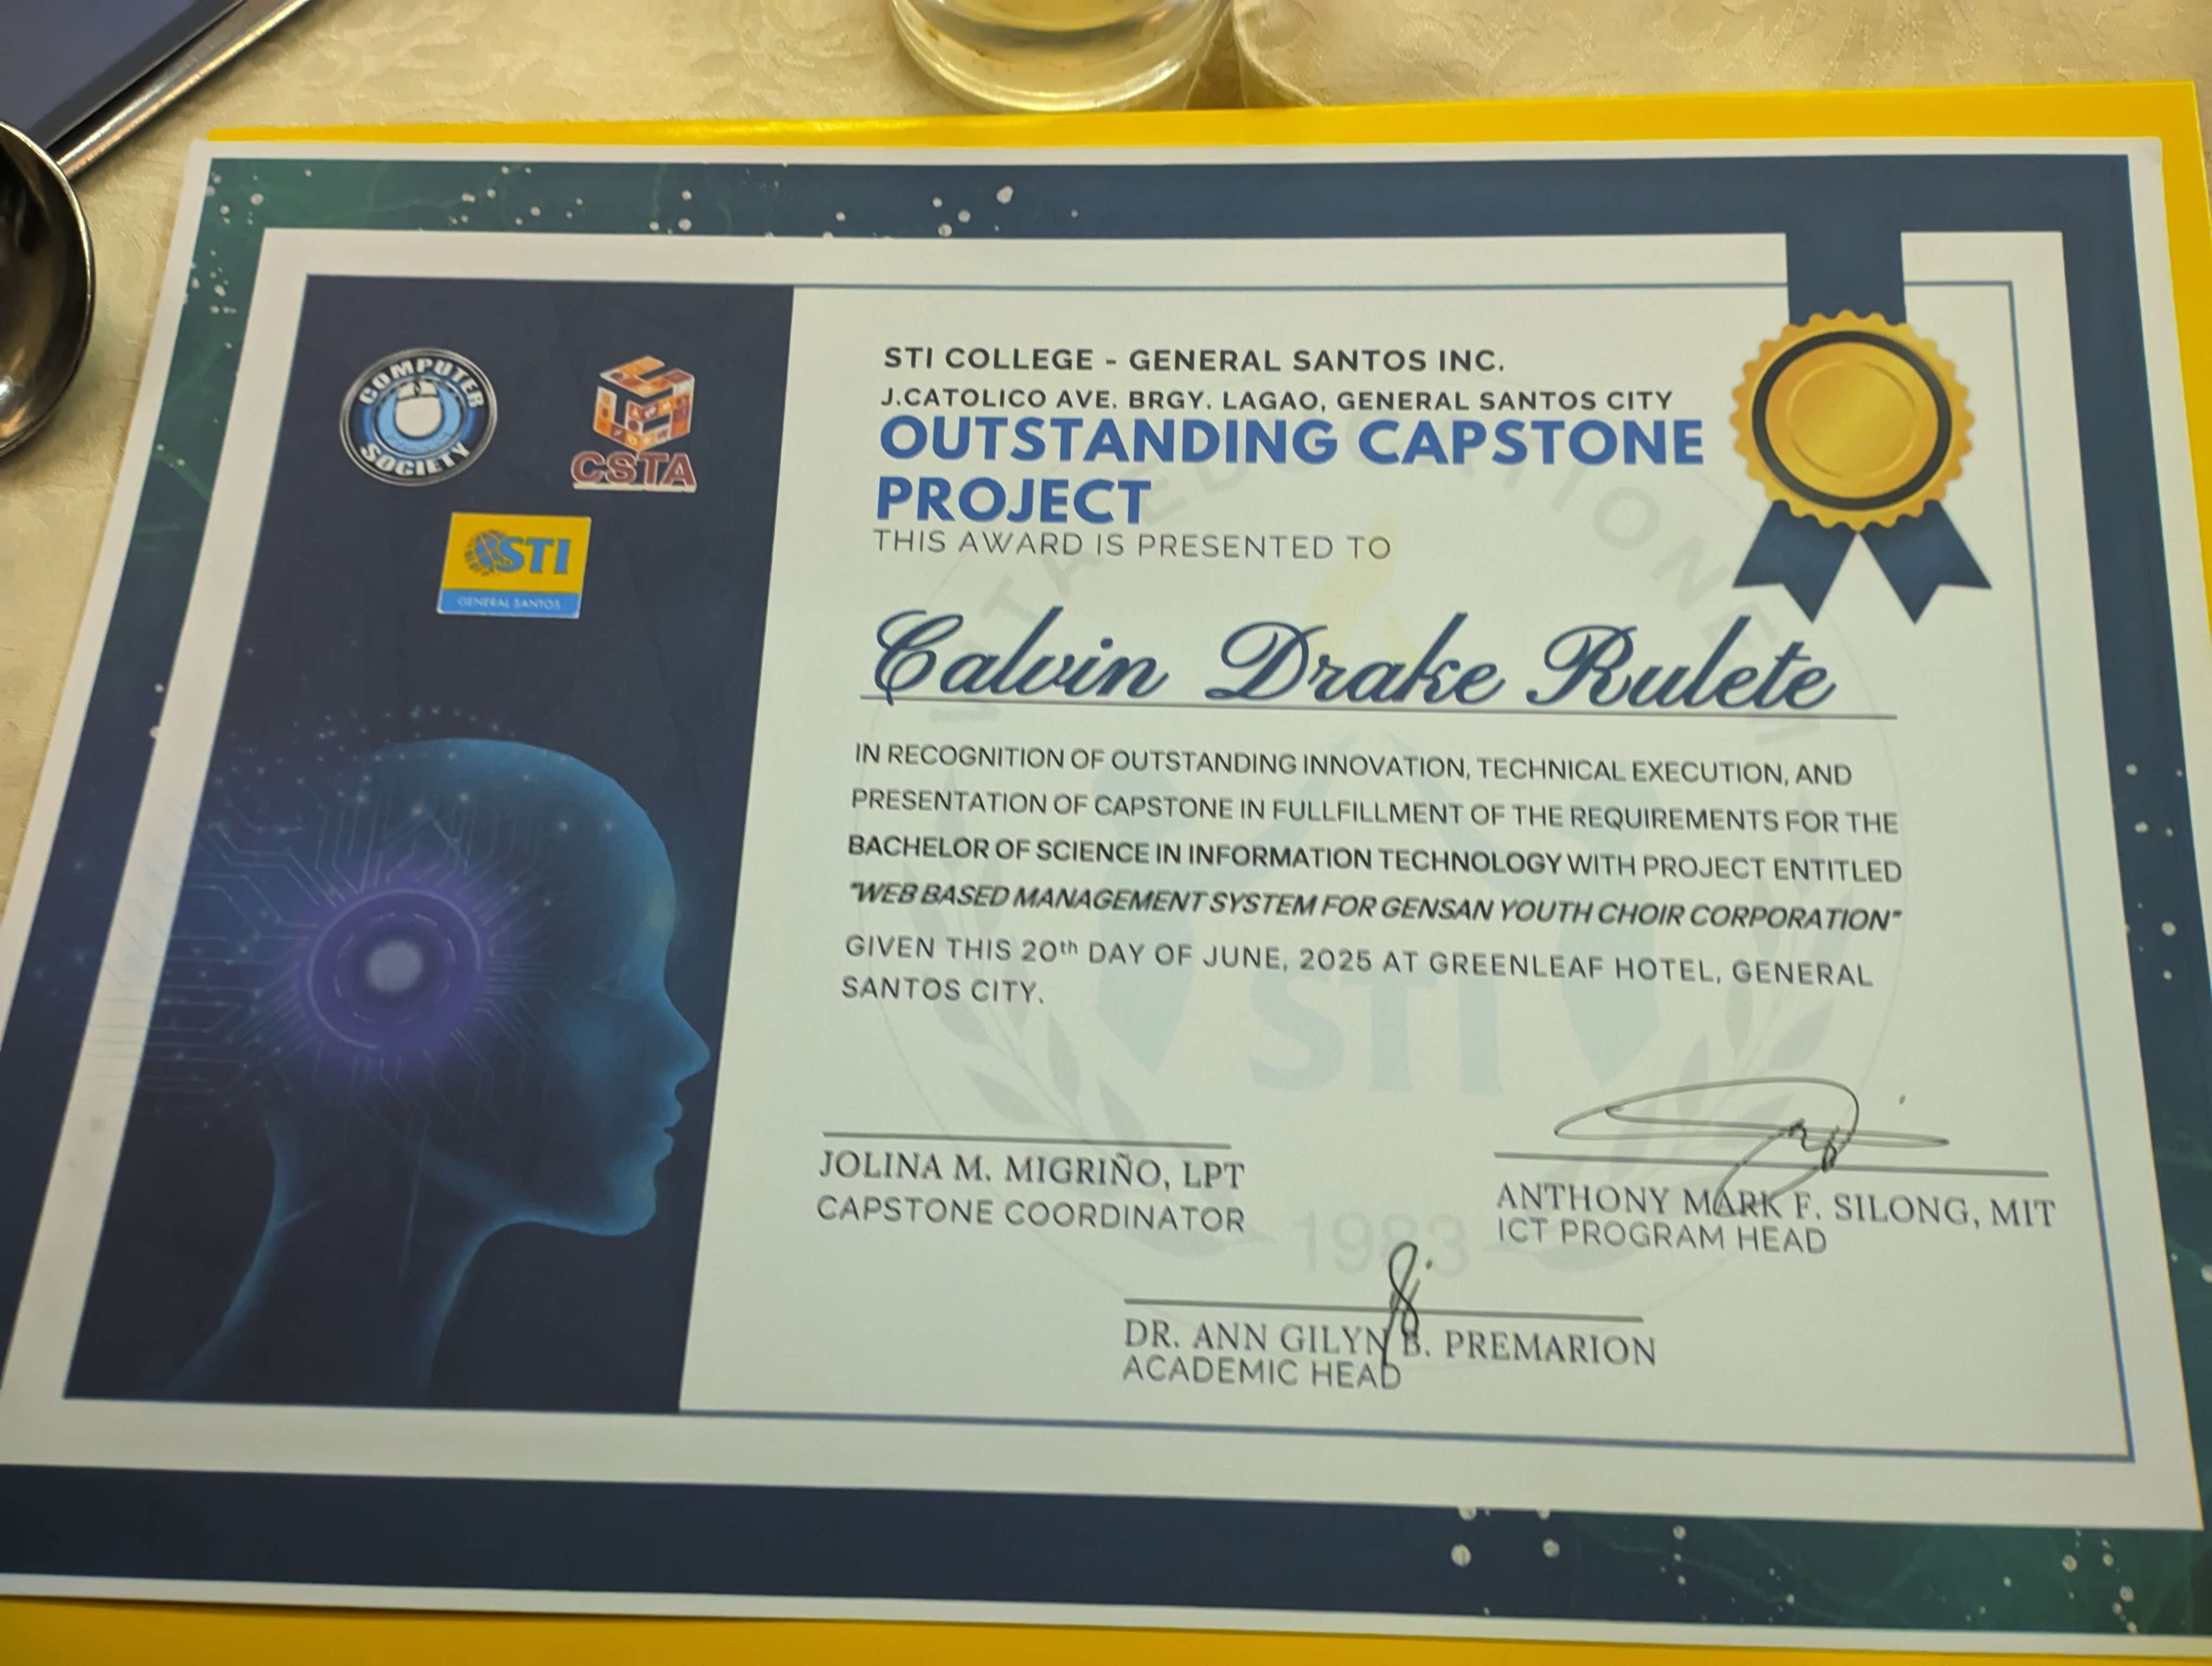 COMPUTER
SOCIETY
CSTA
STI
GENERAL SANTOS
STI COLLEGE - GENERAL SANTOS INC.
J.CATOLICO AVE. BRGY. LAGAO, GENERAL SANTOS CITY
OUTSTANDING CAPSTONE
PROJECT
THIS AWARD IS PRESENTED TO
Calvin Drake Rulete
IN RECOGNITION OF OUTSTANDING INNOVATION, TECHNICAL EXECUTION, AND
PRESENTATION OF CAPSTONE IN FULLFILLMENT OF THE REQUIREMENTS FOR THE
BACHELOR OF SCIENCE IN INFORMATION TECHNOLOGY WITH PROJECT ENTITLED
"WEB BASED MANAGEMENT SYSTEM FOR GENSAN YOUTH CHOIR CORPORATION"
GIVEN THIS 20th DAY OF JUNE, 2025 AT GREENLEAF HOTEL, GENERAL
SANTOS CITY.
STI
JOLINA M. MIGRIÑO, LPT
CAPSTONE COORDINATOR
ANTHONY MARK F. SILONG, MIT
ICT PROGRAM HEAD
1983
DR. ANN GILYN B. PREMARION
ACADEMIC HEAD